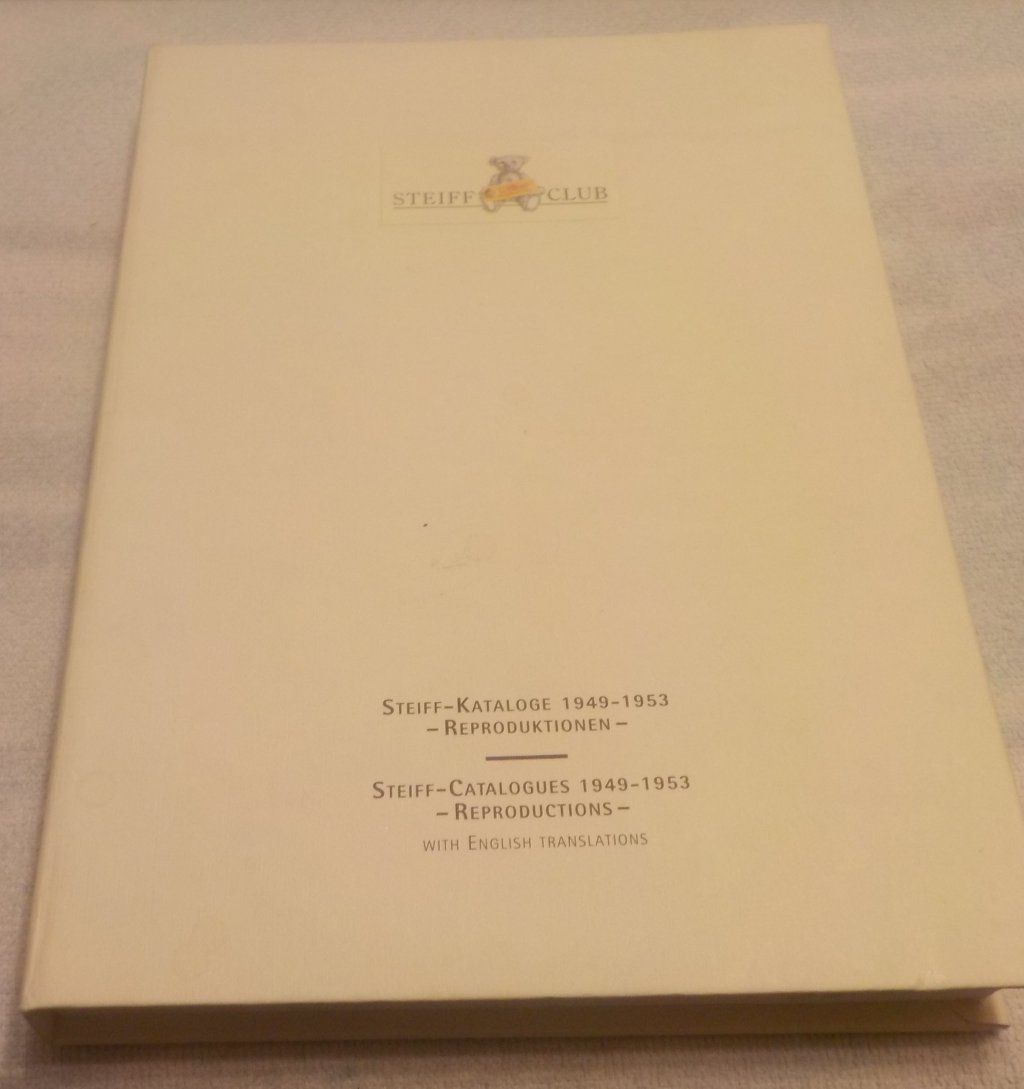 STEIFF CLUB
STEIFF-KATALOGE 1949-1953
– REPRODUKTIONEN –
STEIFF-CATALOGUES 1949-1953
– REPRODUCTIONS –
WITH ENGLISH TRANSLATIONS